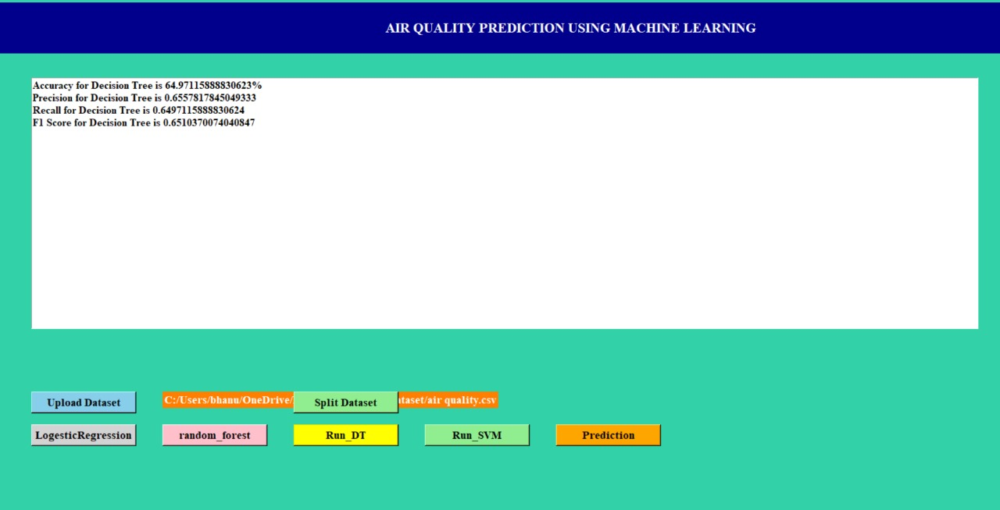 AIR QUALITY PREDICTION USING MACHINE LEARNING
Accuracy for Decision Tree is 64.97115888830623%
Precision for Decision Tree is 0.6557817845049333
Recall for Decision Tree is 0.6497115888830624
F1 Score for Decision Tree is 0.6510370074040847
Upload Dataset C:/Users/bhanu/OneDrive/ Split Dataset ataset/air quality.csv
LogesticRegression random_forest Run_DT Run_SVM Prediction